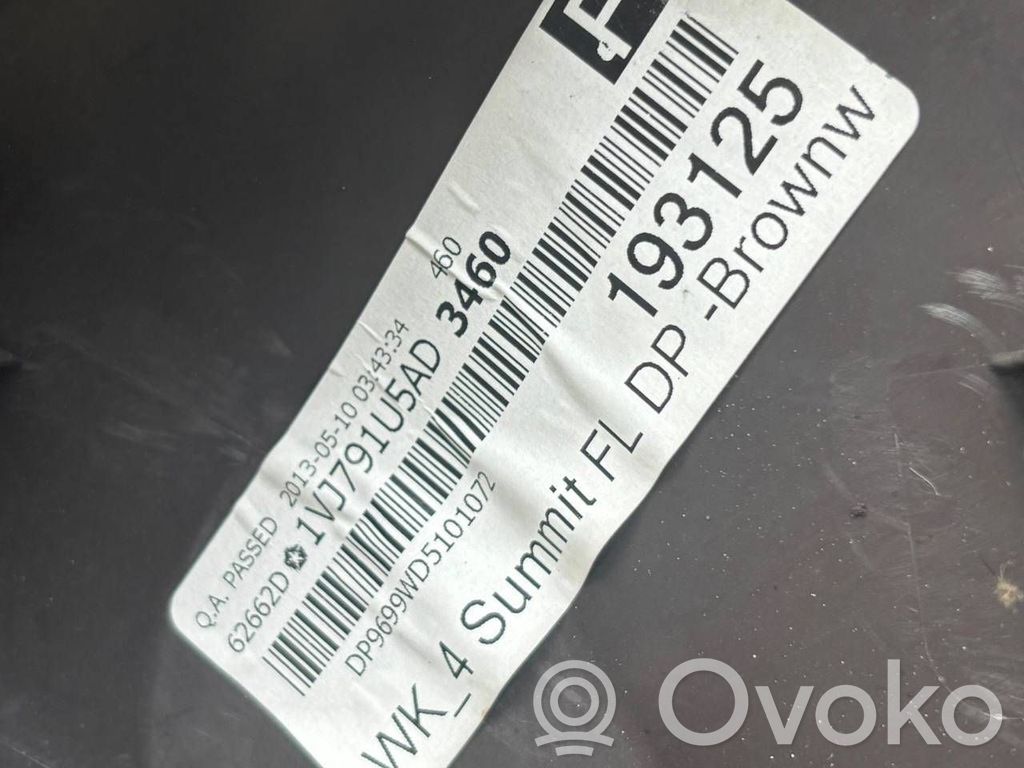 Q.A. PASSED 2013-05-10 03:43:34 460
62662D 1VJ791U5AD 3460
DP9699WD5101072
193125
WK_4 Summit FL DP -Brownw
Ovoko